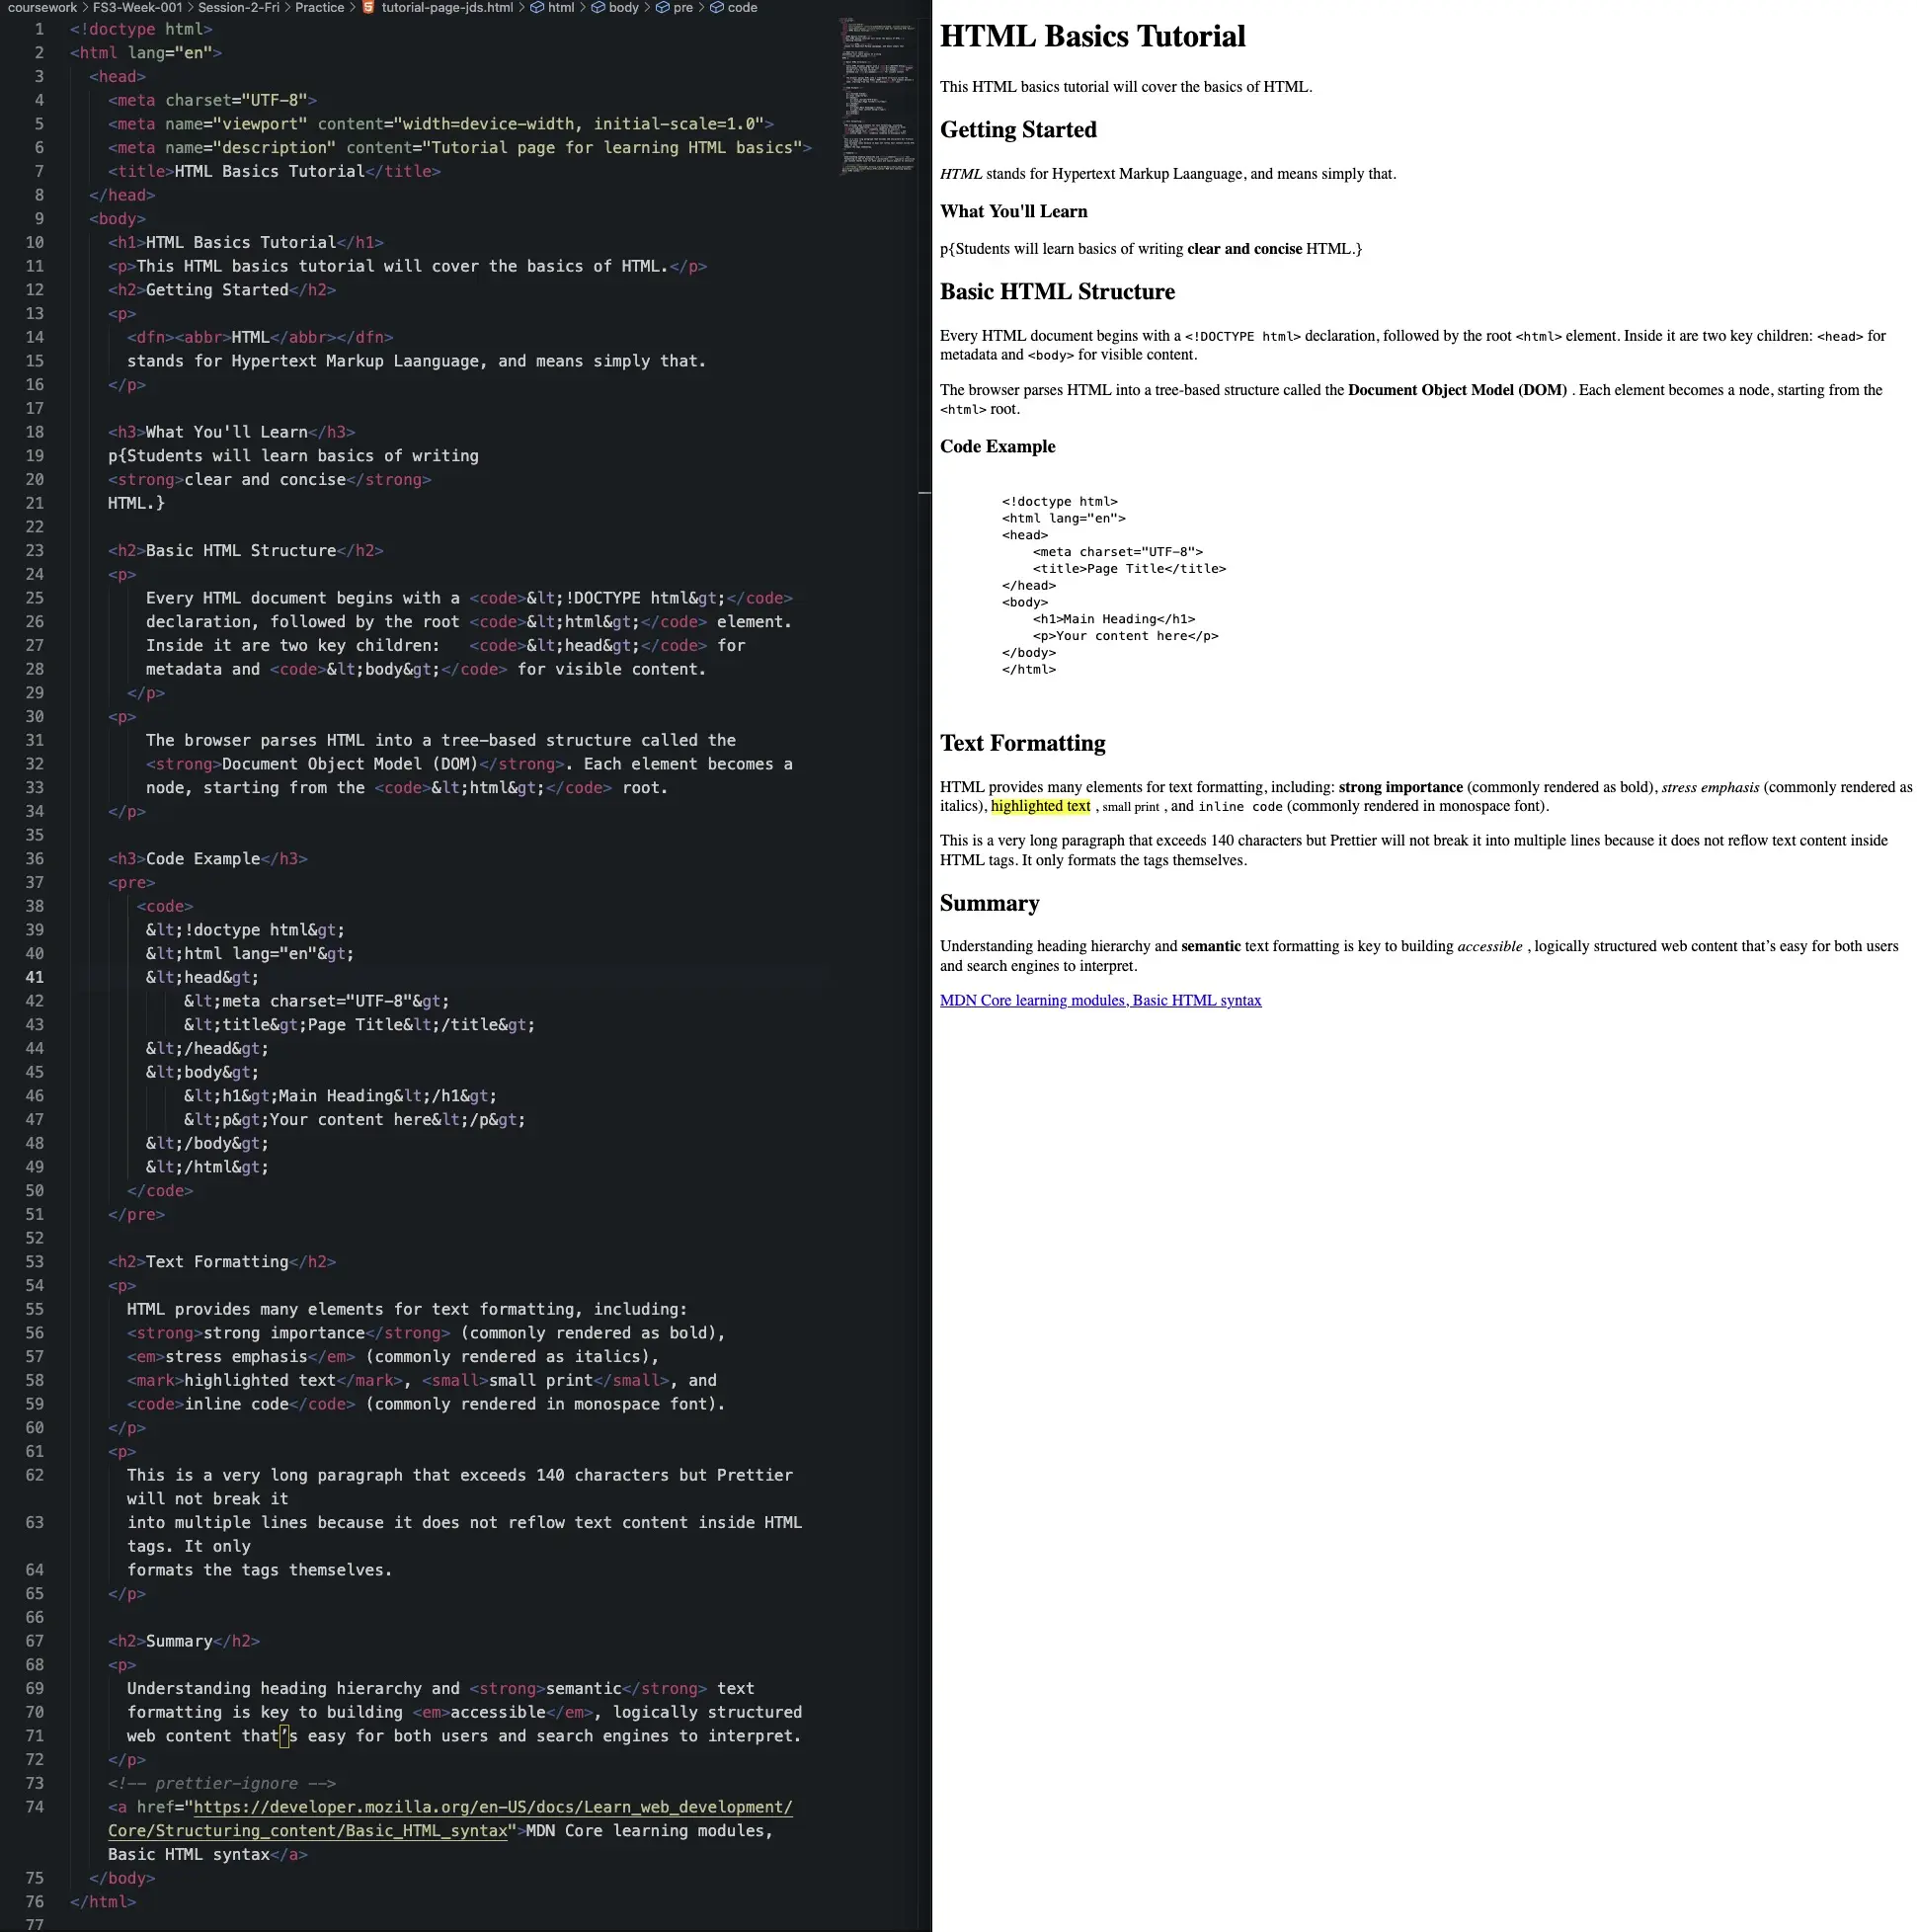 coursework > FS3-Week-001 > Session-2-Fri > Practice > tutorial-page-jds.html > html > body > pre > code
1 <!doctype html>
2 <html lang="en">
3 <head>
4 <meta charset="UTF-8">
5 <meta name="viewport" content="width=device-width, initial-scale=1.0">
6 <meta name="description" content="Tutorial page for learning HTML basics">
7 <title>HTML Basics Tutorial</title>
8 </head>
9 <body>
10 <h1>HTML Basics Tutorial</h1>
11 <p>This HTML basics tutorial will cover the basics of HTML.</p>
12 <h2>Getting Started</h2>
13 <p>
14 <dfn><abbr>HTML</abbr></dfn>
15 stands for Hypertext Markup Laanguage, and means simply that.
16 </p>
17
18 <h3>What You'll Learn</h3>
19 p{Students will learn basics of writing
20 <strong>clear and concise</strong>
21 HTML.}
22
23 <h2>Basic HTML Structure</h2>
24 <p>
25 Every HTML document begins with a <code>&lt;!DOCTYPE html&gt;</code>
26 declaration, followed by the root <code>&lt;html&gt;</code> element.
27 Inside it are two key children:   <code>&lt;head&gt;</code> for
28 metadata and <code>&lt;body&gt;</code> for visible content.
29 </p>
30 <p>
31 The browser parses HTML into a tree-based structure called the
32 <strong>Document Object Model (DOM)</strong>. Each element becomes a
33 node, starting from the <code>&lt;html&gt;</code> root.
34 </p>
35
36 <h3>Code Example</h3>
37 <pre>
38 <code>
39 &lt;!doctype html&gt;
40 &lt;html lang="en"&gt;
41 &lt;head&gt;
42 &lt;meta charset="UTF-8"&gt;
43 &lt;title&gt;Page Title&lt;/title&gt;
44 &lt;/head&gt;
45 &lt;body&gt;
46 &lt;h1&gt;Main Heading&lt;/h1&gt;
47 &lt;p&gt;Your content here&lt;/p&gt;
48 &lt;/body&gt;
49 &lt;/html&gt;
50 </code>
51 </pre>
52
53 <h2>Text Formatting</h2>
54 <p>
55 HTML provides many elements for text formatting, including:
56 <strong>strong importance</strong> (commonly rendered as bold),
57 <em>stress emphasis</em> (commonly rendered as italics),
58 <mark>highlighted text</mark>, <small>small print</small>, and
59 <code>inline code</code> (commonly rendered in monospace font).
60 </p>
61 <p>
62 This is a very long paragraph that exceeds 140 characters but Prettier
will not break it
63 into multiple lines because it does not reflow text content inside HTML
tags. It only
64 formats the tags themselves.
65 </p>
66
67 <h2>Summary</h2>
68 <p>
69 Understanding heading hierarchy and <strong>semantic</strong> text
70 formatting is key to building <em>accessible</em>, logically structured
71 web content that’s easy for both users and search engines to interpret.
72 </p>
73 <!-- prettier-ignore -->
74 <a href="https://developer.mozilla.org/en-US/docs/Learn_web_development/
Core/Structuring_content/Basic_HTML_syntax">MDN Core learning modules,
Basic HTML syntax</a>
75 </body>
76 </html>
77
HTML Basics Tutorial
This HTML basics tutorial will cover the basics of HTML.
Getting Started
HTML stands for Hypertext Markup Laanguage, and means simply that.
What You'll Learn
p{Students will learn basics of writing clear and concise HTML.}
Basic HTML Structure
Every HTML document begins with a <!DOCTYPE html> declaration, followed by the root <html> element. Inside it are two key children: <head> for
metadata and <body> for visible content.
The browser parses HTML into a tree-based structure called the Document Object Model (DOM) . Each element becomes a node, starting from the
<html> root.
Code Example
<!doctype html>
<html lang="en">
<head>
<meta charset="UTF-8">
<title>Page Title</title>
</head>
<body>
<h1>Main Heading</h1>
<p>Your content here</p>
</body>
</html>
Text Formatting
HTML provides many elements for text formatting, including: strong importance (commonly rendered as bold), stress emphasis (commonly rendered as
italics), highlighted text , small print , and inline code (commonly rendered in monospace font).
This is a very long paragraph that exceeds 140 characters but Prettier will not break it into multiple lines because it does not reflow text content inside
HTML tags. It only formats the tags themselves.
Summary
Understanding heading hierarchy and semantic text formatting is key to building accessible , logically structured web content that’s easy for both users
and search engines to interpret.
MDN Core learning modules, Basic HTML syntax